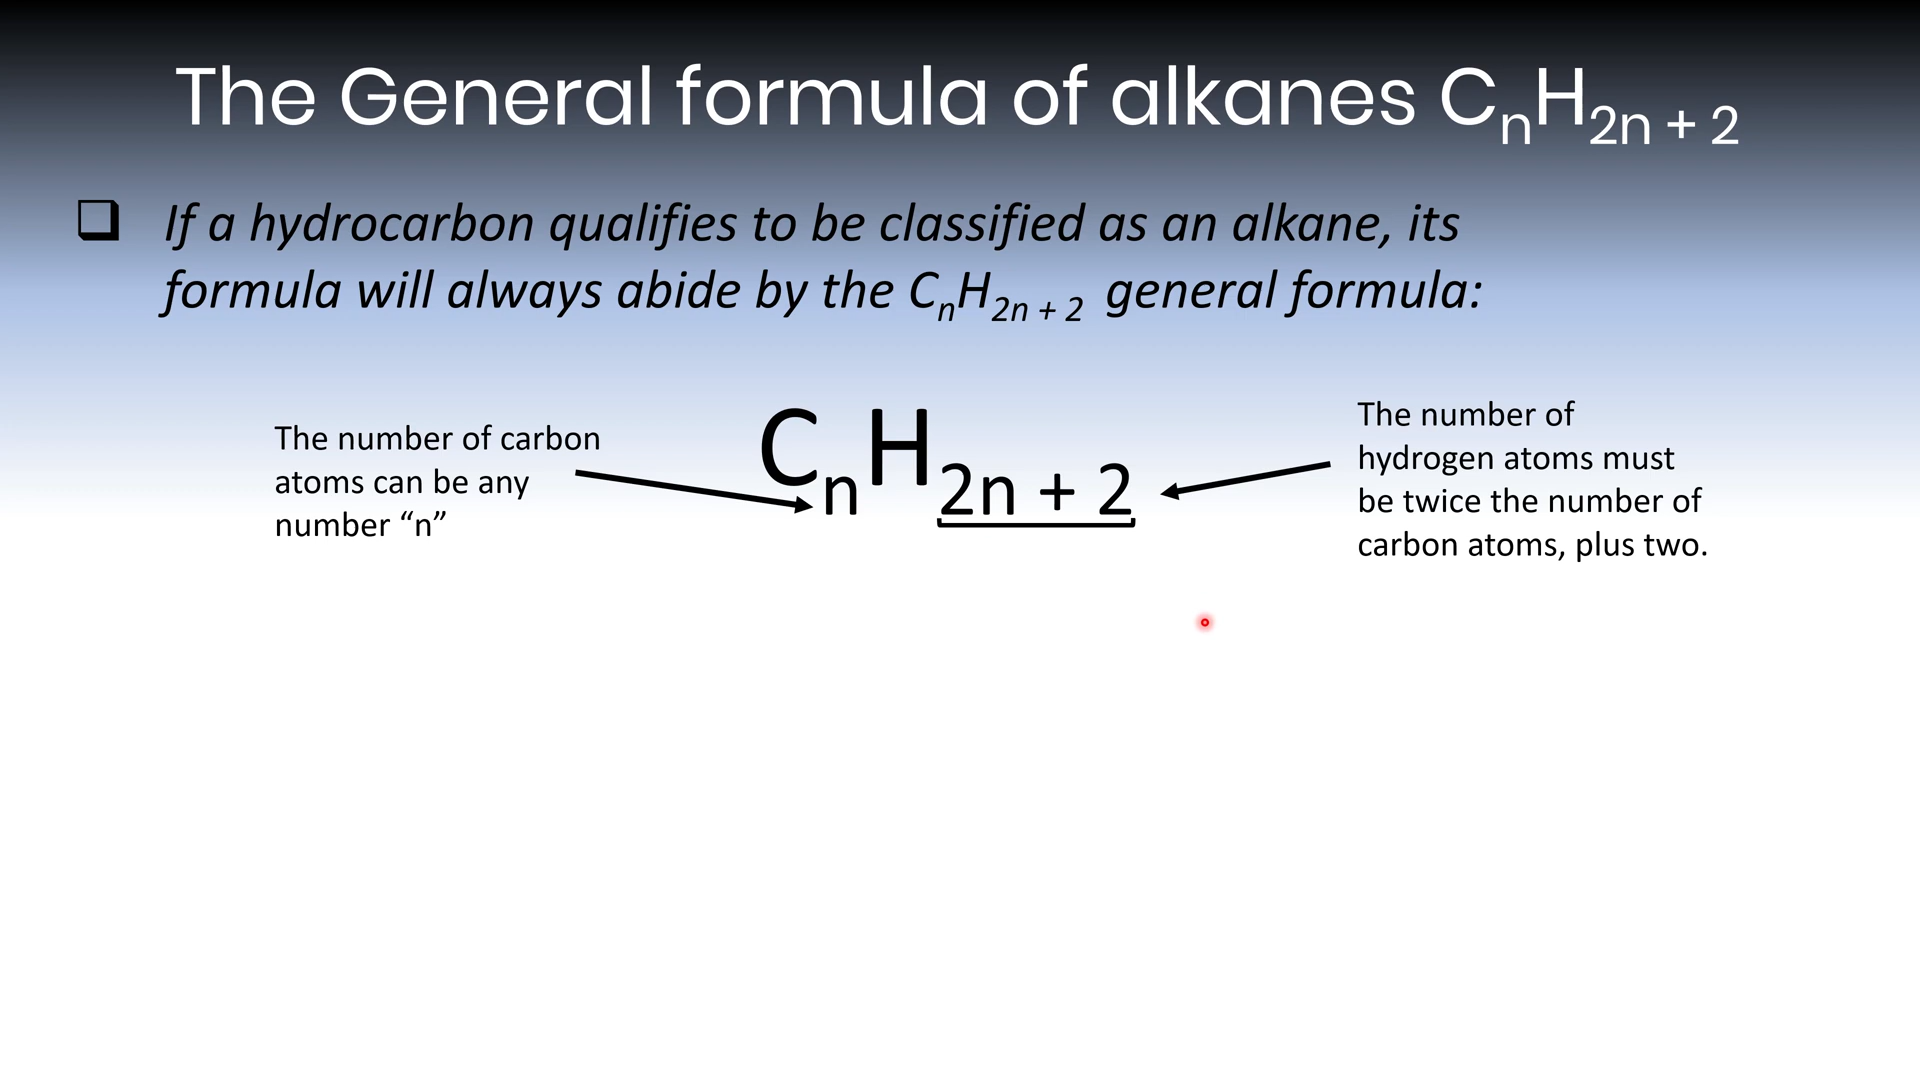 The General formula of alkanes CₙH₂ₙ ₊ ₂
❑ If a hydrocarbon qualifies to be classified as an alkane, its
formula will always abide by the CₙH₂ₙ ₊ ₂ general formula:
The number of carbon
atoms can be any
number “n”
CₙH₂ₙ ₊ ₂
The number of
hydrogen atoms must
be twice the number of
carbon atoms, plus two.